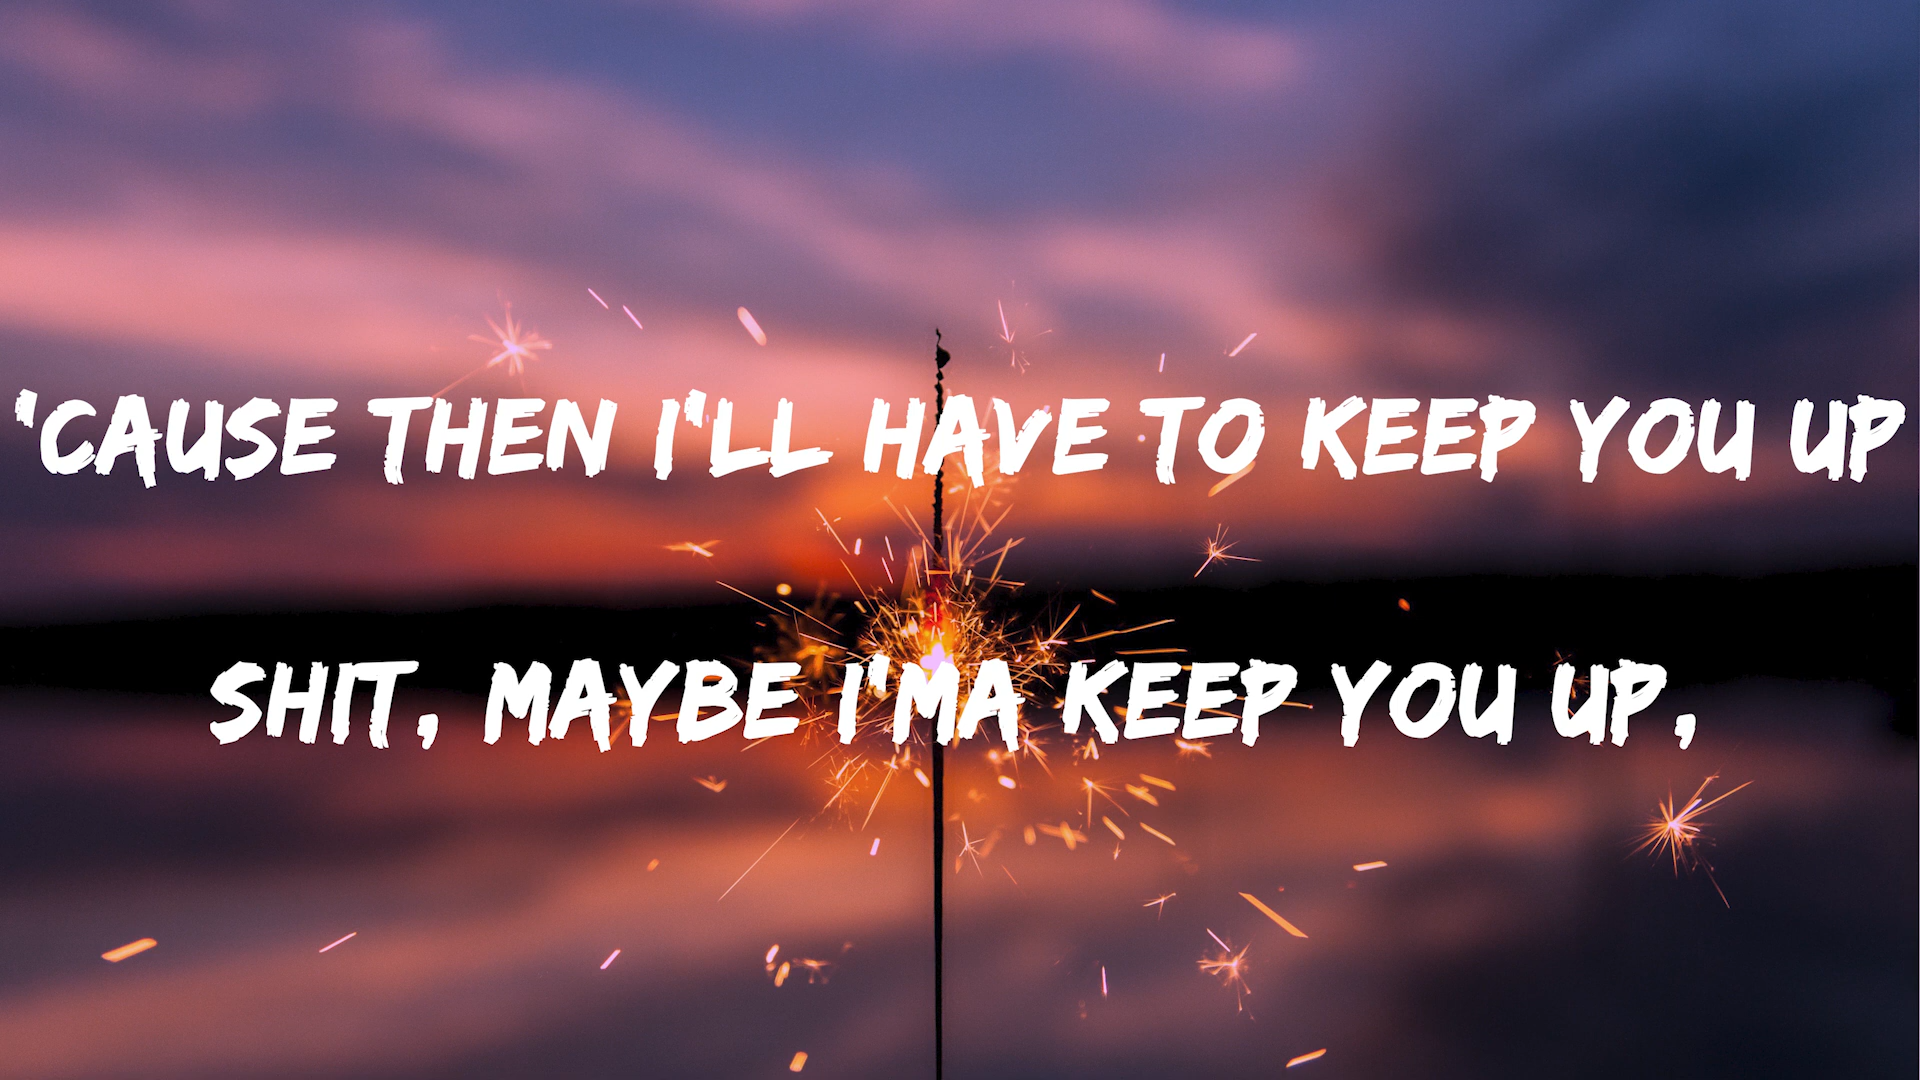 'CAUSE THEN I'LL HAVE TO KEEP YOU UP
SHIT, MAYBE I'MA KEEP YOU UP,